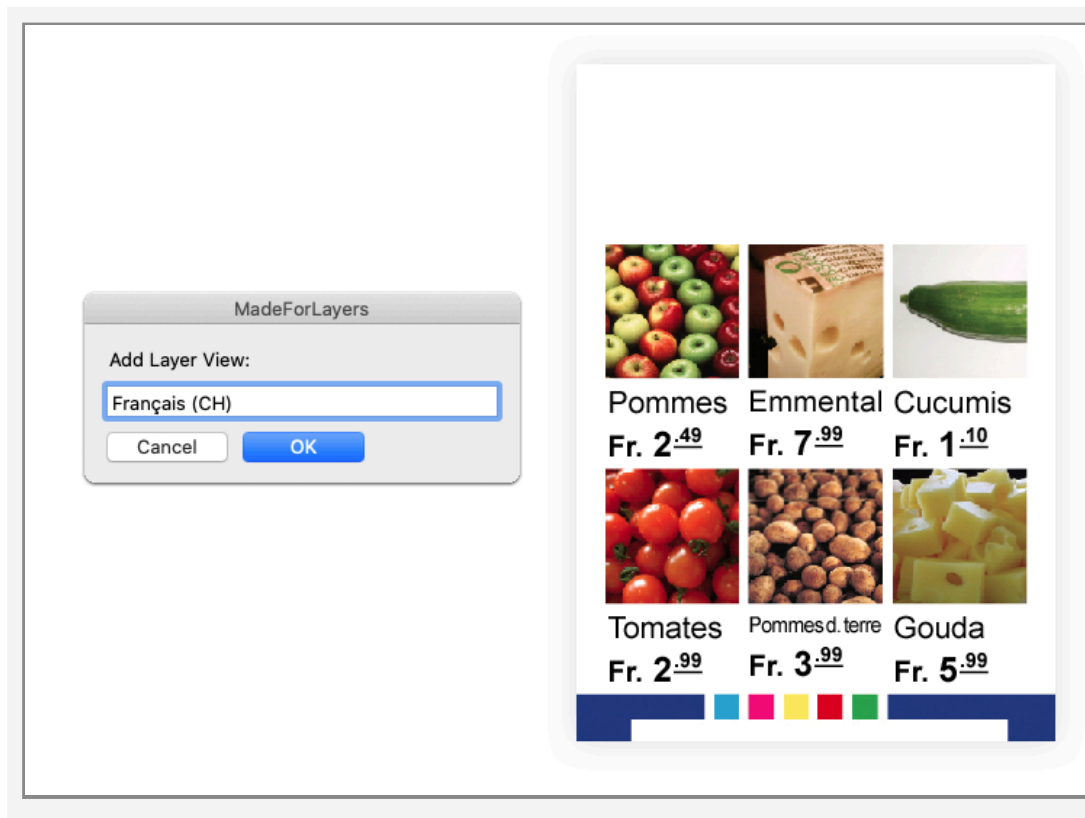 MadeForLayers
Add Layer View:
Français (CH)
Cancel OK
Pommes Emmental Cucumis
Fr. 2.49 Fr. 7.99 Fr. 1.10
Tomates Pommes d. terre Gouda
Fr. 2.99 Fr. 3.99 Fr. 5.99